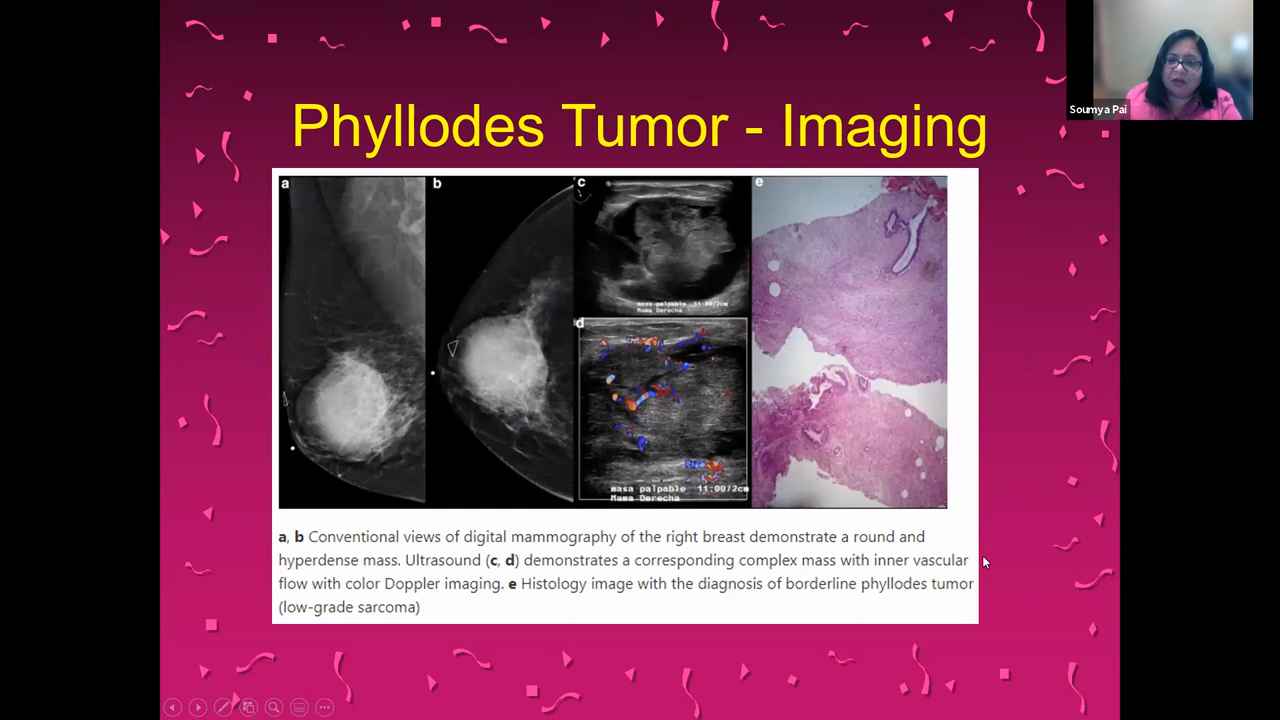 Soumya Pai
Phyllodes Tumor - Imaging
a
b
c
masa palpable 11:00/2cm
Mama Derecha
d
masa palpable 11:00/2cm
Mama Derecha
e
a, b Conventional views of digital mammography of the right breast demonstrate a round and
hyperdense mass. Ultrasound (c, d) demonstrates a corresponding complex mass with inner vascular
flow with color Doppler imaging. e Histology image with the diagnosis of borderline phyllodes tumor
(low-grade sarcoma)